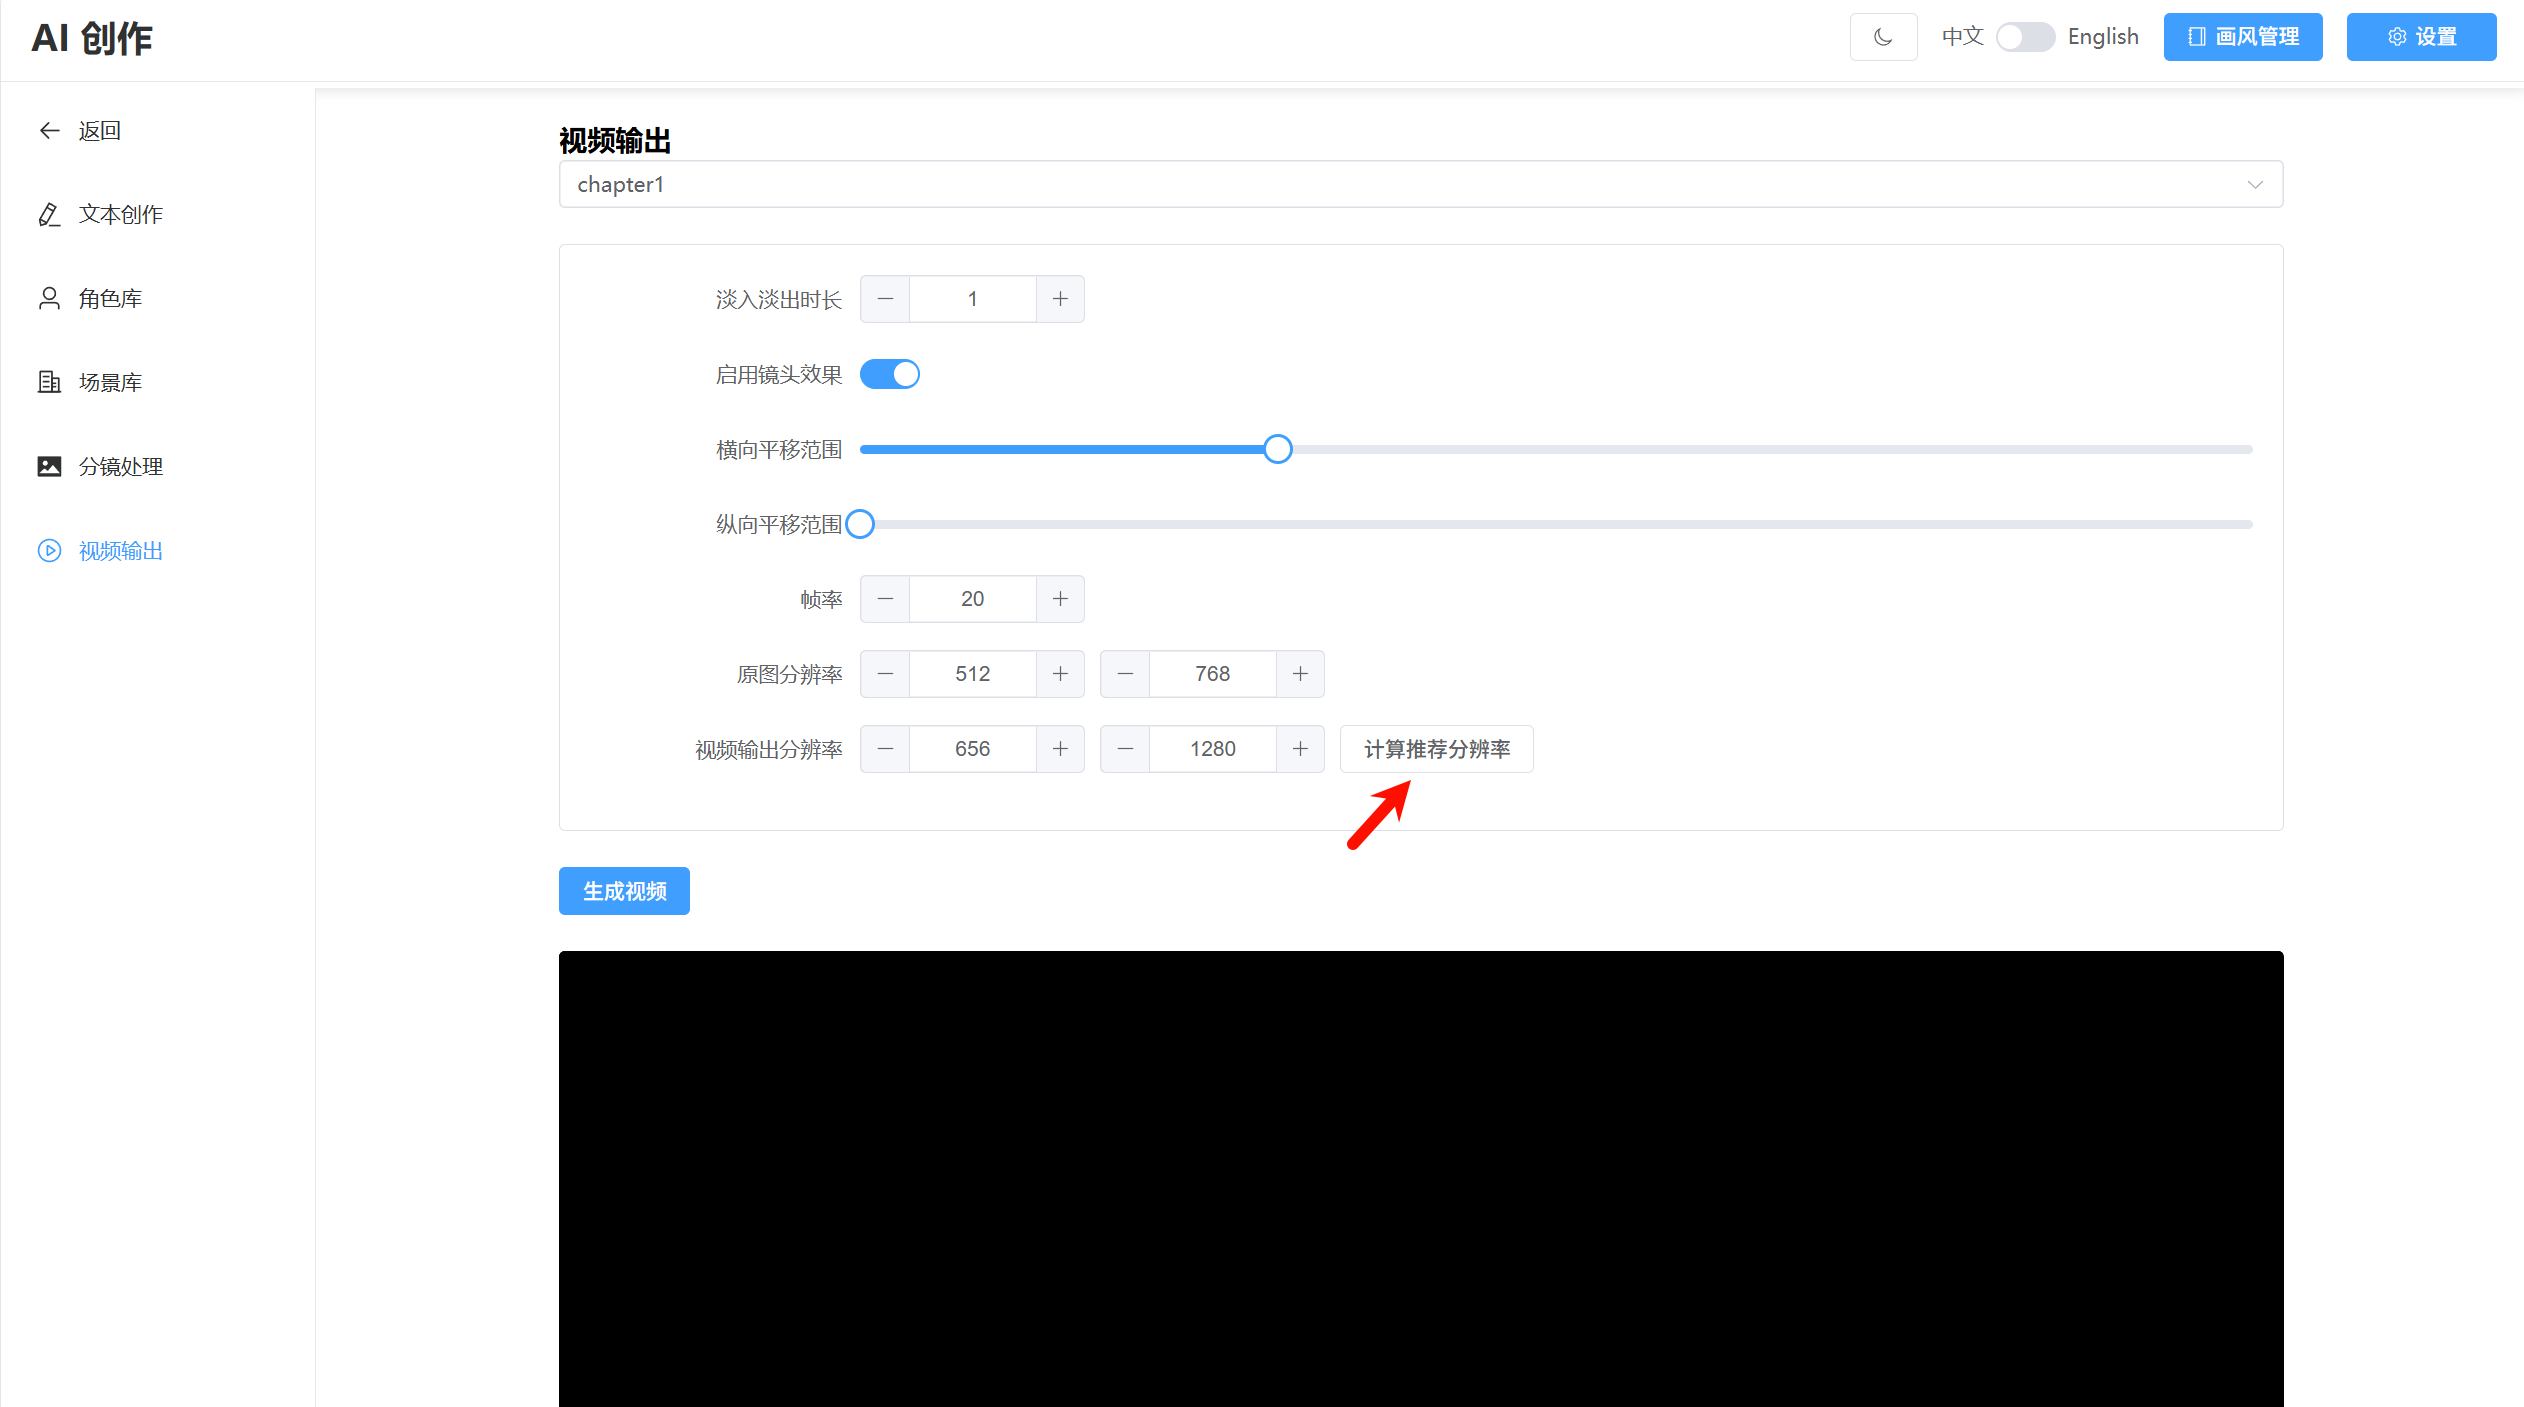 AI 创作
中文 English 画风管理 设置
返回
文本创作
角色库
场景库
分镜处理
视频输出
视频输出
chapter1
淡入淡出时长 1
启用镜头效果
横向平移范围
纵向平移范围
帧率 20
原图分辨率 512 768
视频输出分辨率 656 1280 计算推荐分辨率
生成视频